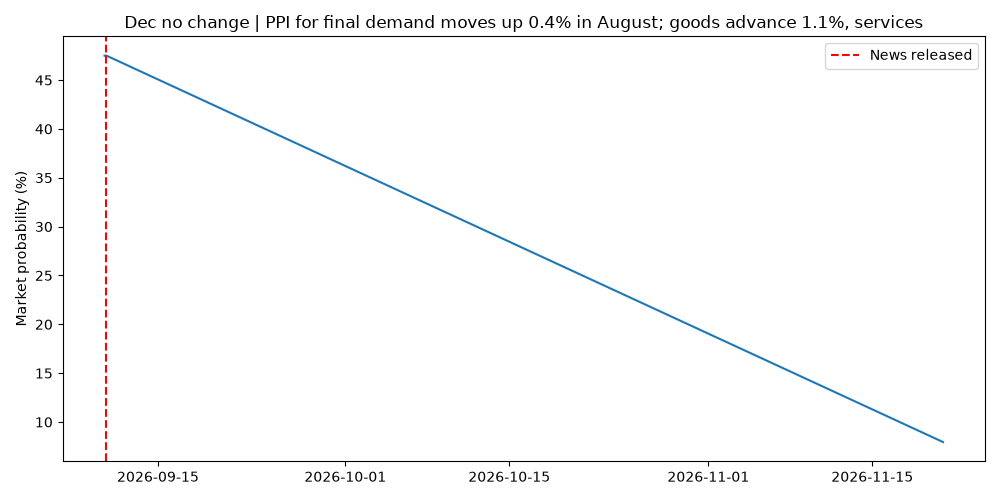 Dec no change | PPI for final demand moves up 0.4% in August; goods advance 1.1%, services
News released
Market probability (%)
45
40
35
30
25
20
15
10
2026-09-15 2026-10-01 2026-10-15 2026-11-01 2026-11-15